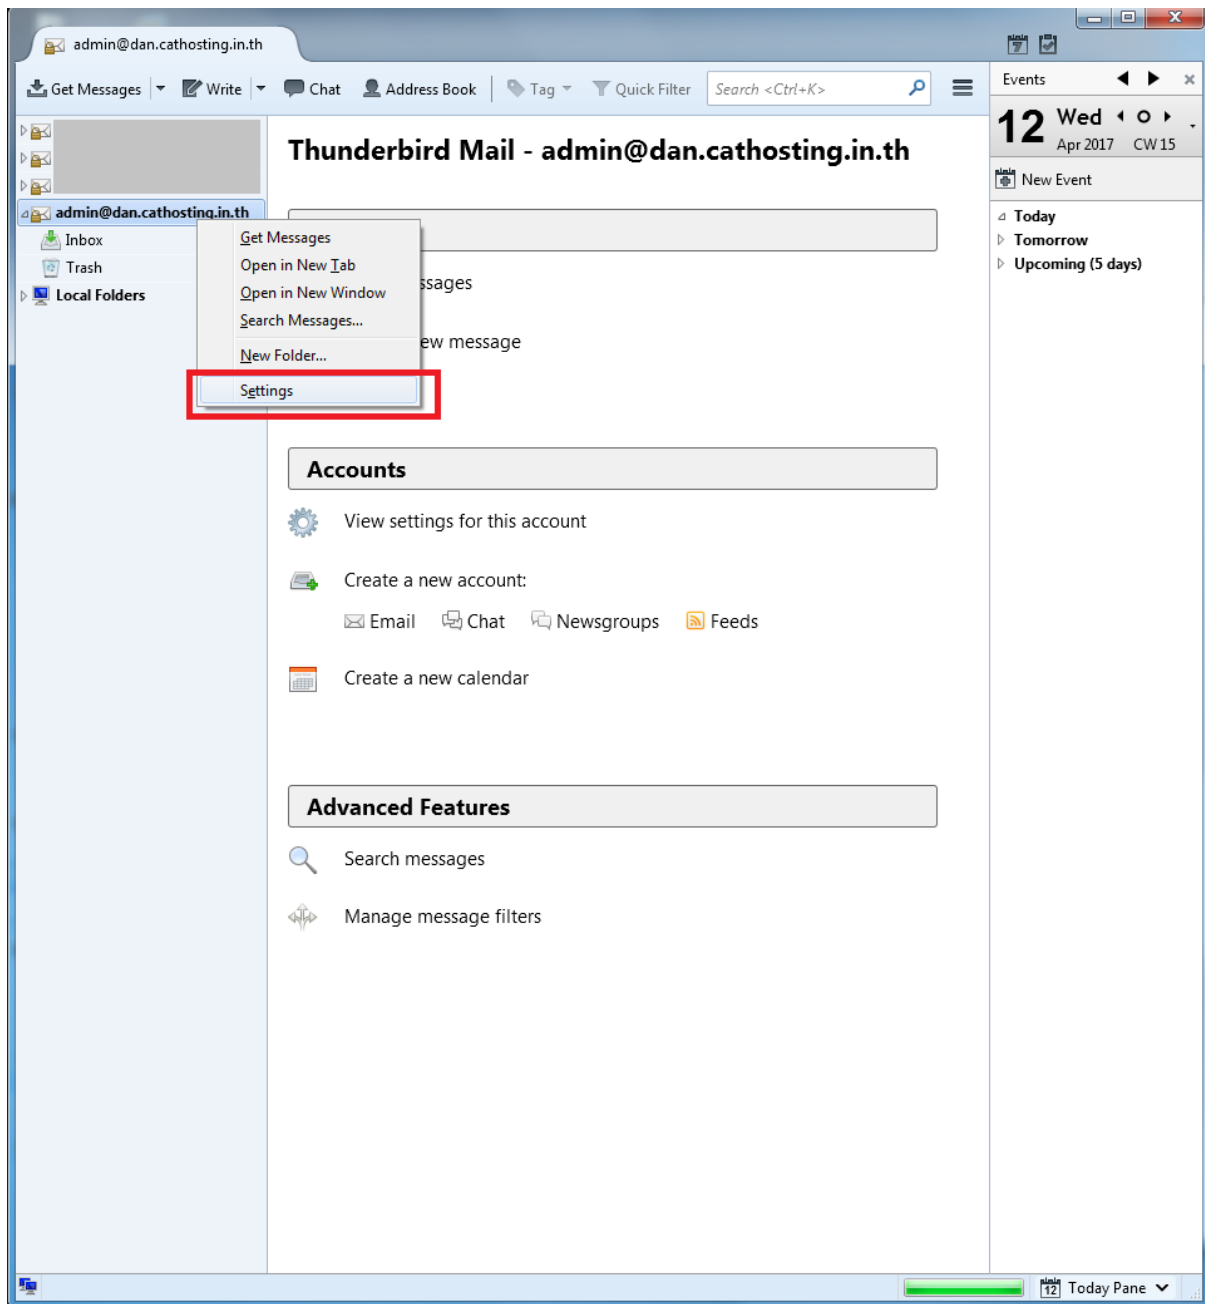 admin@dan.cathosting.in.th
Get Messages Write Chat Address Book Tag Quick Filter Search <Ctrl+K>
Thunderbird Mail - admin@dan.cathosting.in.th
admin@dan.cathosting.in.th
Inbox
Trash
Local Folders
Get Messages
Open in New Tab
Open in New Window
Search Messages...
New Folder...
Settings
ssages
ew message
Accounts
View settings for this account
Create a new account:
Email Chat Newsgroups Feeds
Create a new calendar
Advanced Features
Search messages
Manage message filters
7
Events
12 Wed
Apr 2017 CW 15
New Event
Today
Tomorrow
Upcoming (5 days)
12 Today Pane